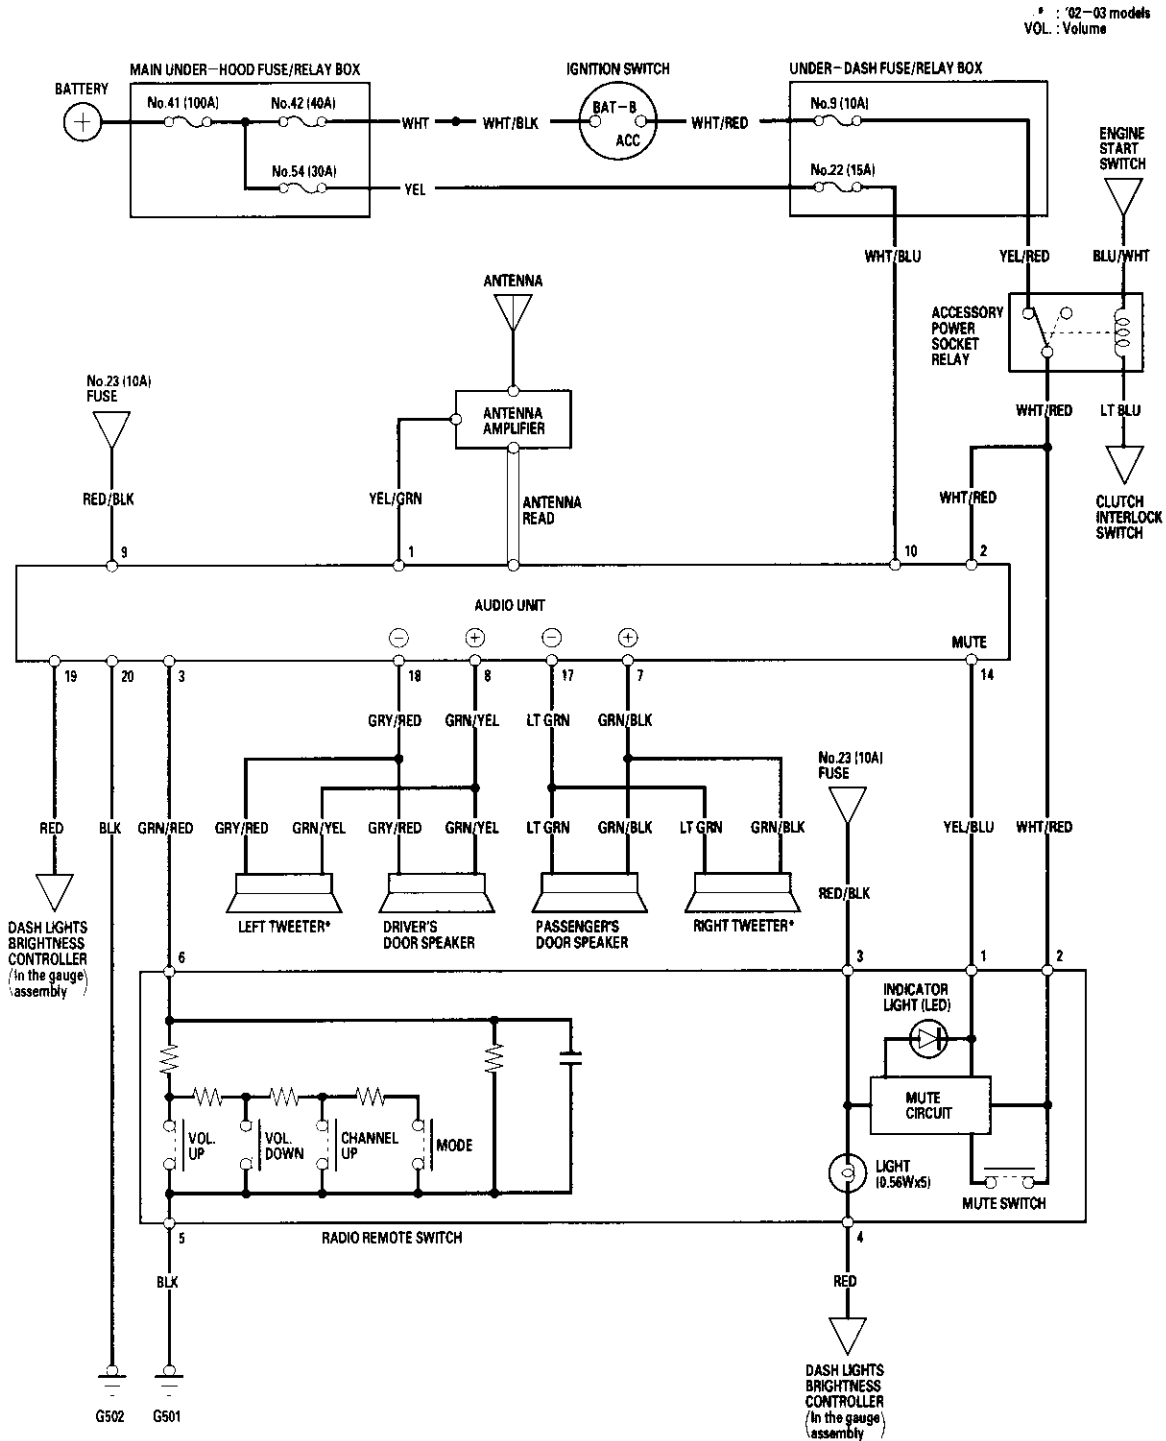 * : '02-03 models
VOL. : Volume
MAIN UNDER-HOOD FUSE/RELAY BOX
IGNITION SWITCH
UNDER-DASH FUSE/RELAY BOX
BATTERY
No.41 (100A)
No.42 (40A)
BAT-B
No.9 (10A)
WHT
WHT/BLK
WHT/RED
ACC
ENGINE
START
SWITCH
No.54 (30A)
No.22 (15A)
YEL
WHT/BLU
YEL/RED
BLU/WHT
ANTENNA
ACCESSORY
POWER
SOCKET
RELAY
No.23 (10A)
FUSE
ANTENNA
AMPLIFIER
WHT/RED
LT BLU
RED/BLK
YEL/GRN
ANTENNA
READ
WHT/RED
CLUTCH
INTERLOCK
SWITCH
9
1
10
2
AUDIO UNIT
MUTE
19
20
3
18
8
17
7
14
GRY/RED
GRN/YEL
LT GRN
GRN/BLK
No.23 (10A)
FUSE
RED
BLK
GRN/RED
GRY/RED
GRN/YEL
GRY/RED
GRN/YEL
LT GRN
GRN/BLK
LT GRN
GRN/BLK
YEL/BLU
WHT/RED
RED/BLK
DASH LIGHTS
BRIGHTNESS
CONTROLLER
(In the gauge
assembly)
LEFT TWEETER*
DRIVER'S
DOOR SPEAKER
PASSENGER'S
DOOR SPEAKER
RIGHT TWEETER*
6
3
1
2
INDICATOR
LIGHT (LED)
MUTE
CIRCUIT
VOL.
UP
VOL.
DOWN
CHANNEL
UP
MODE
LIGHT
(0.56Wx5)
MUTE SWITCH
5
RADIO REMOTE SWITCH
4
BLK
RED
DASH LIGHTS
BRIGHTNESS
CONTROLLER
(In the gauge
assembly)
G502
G501